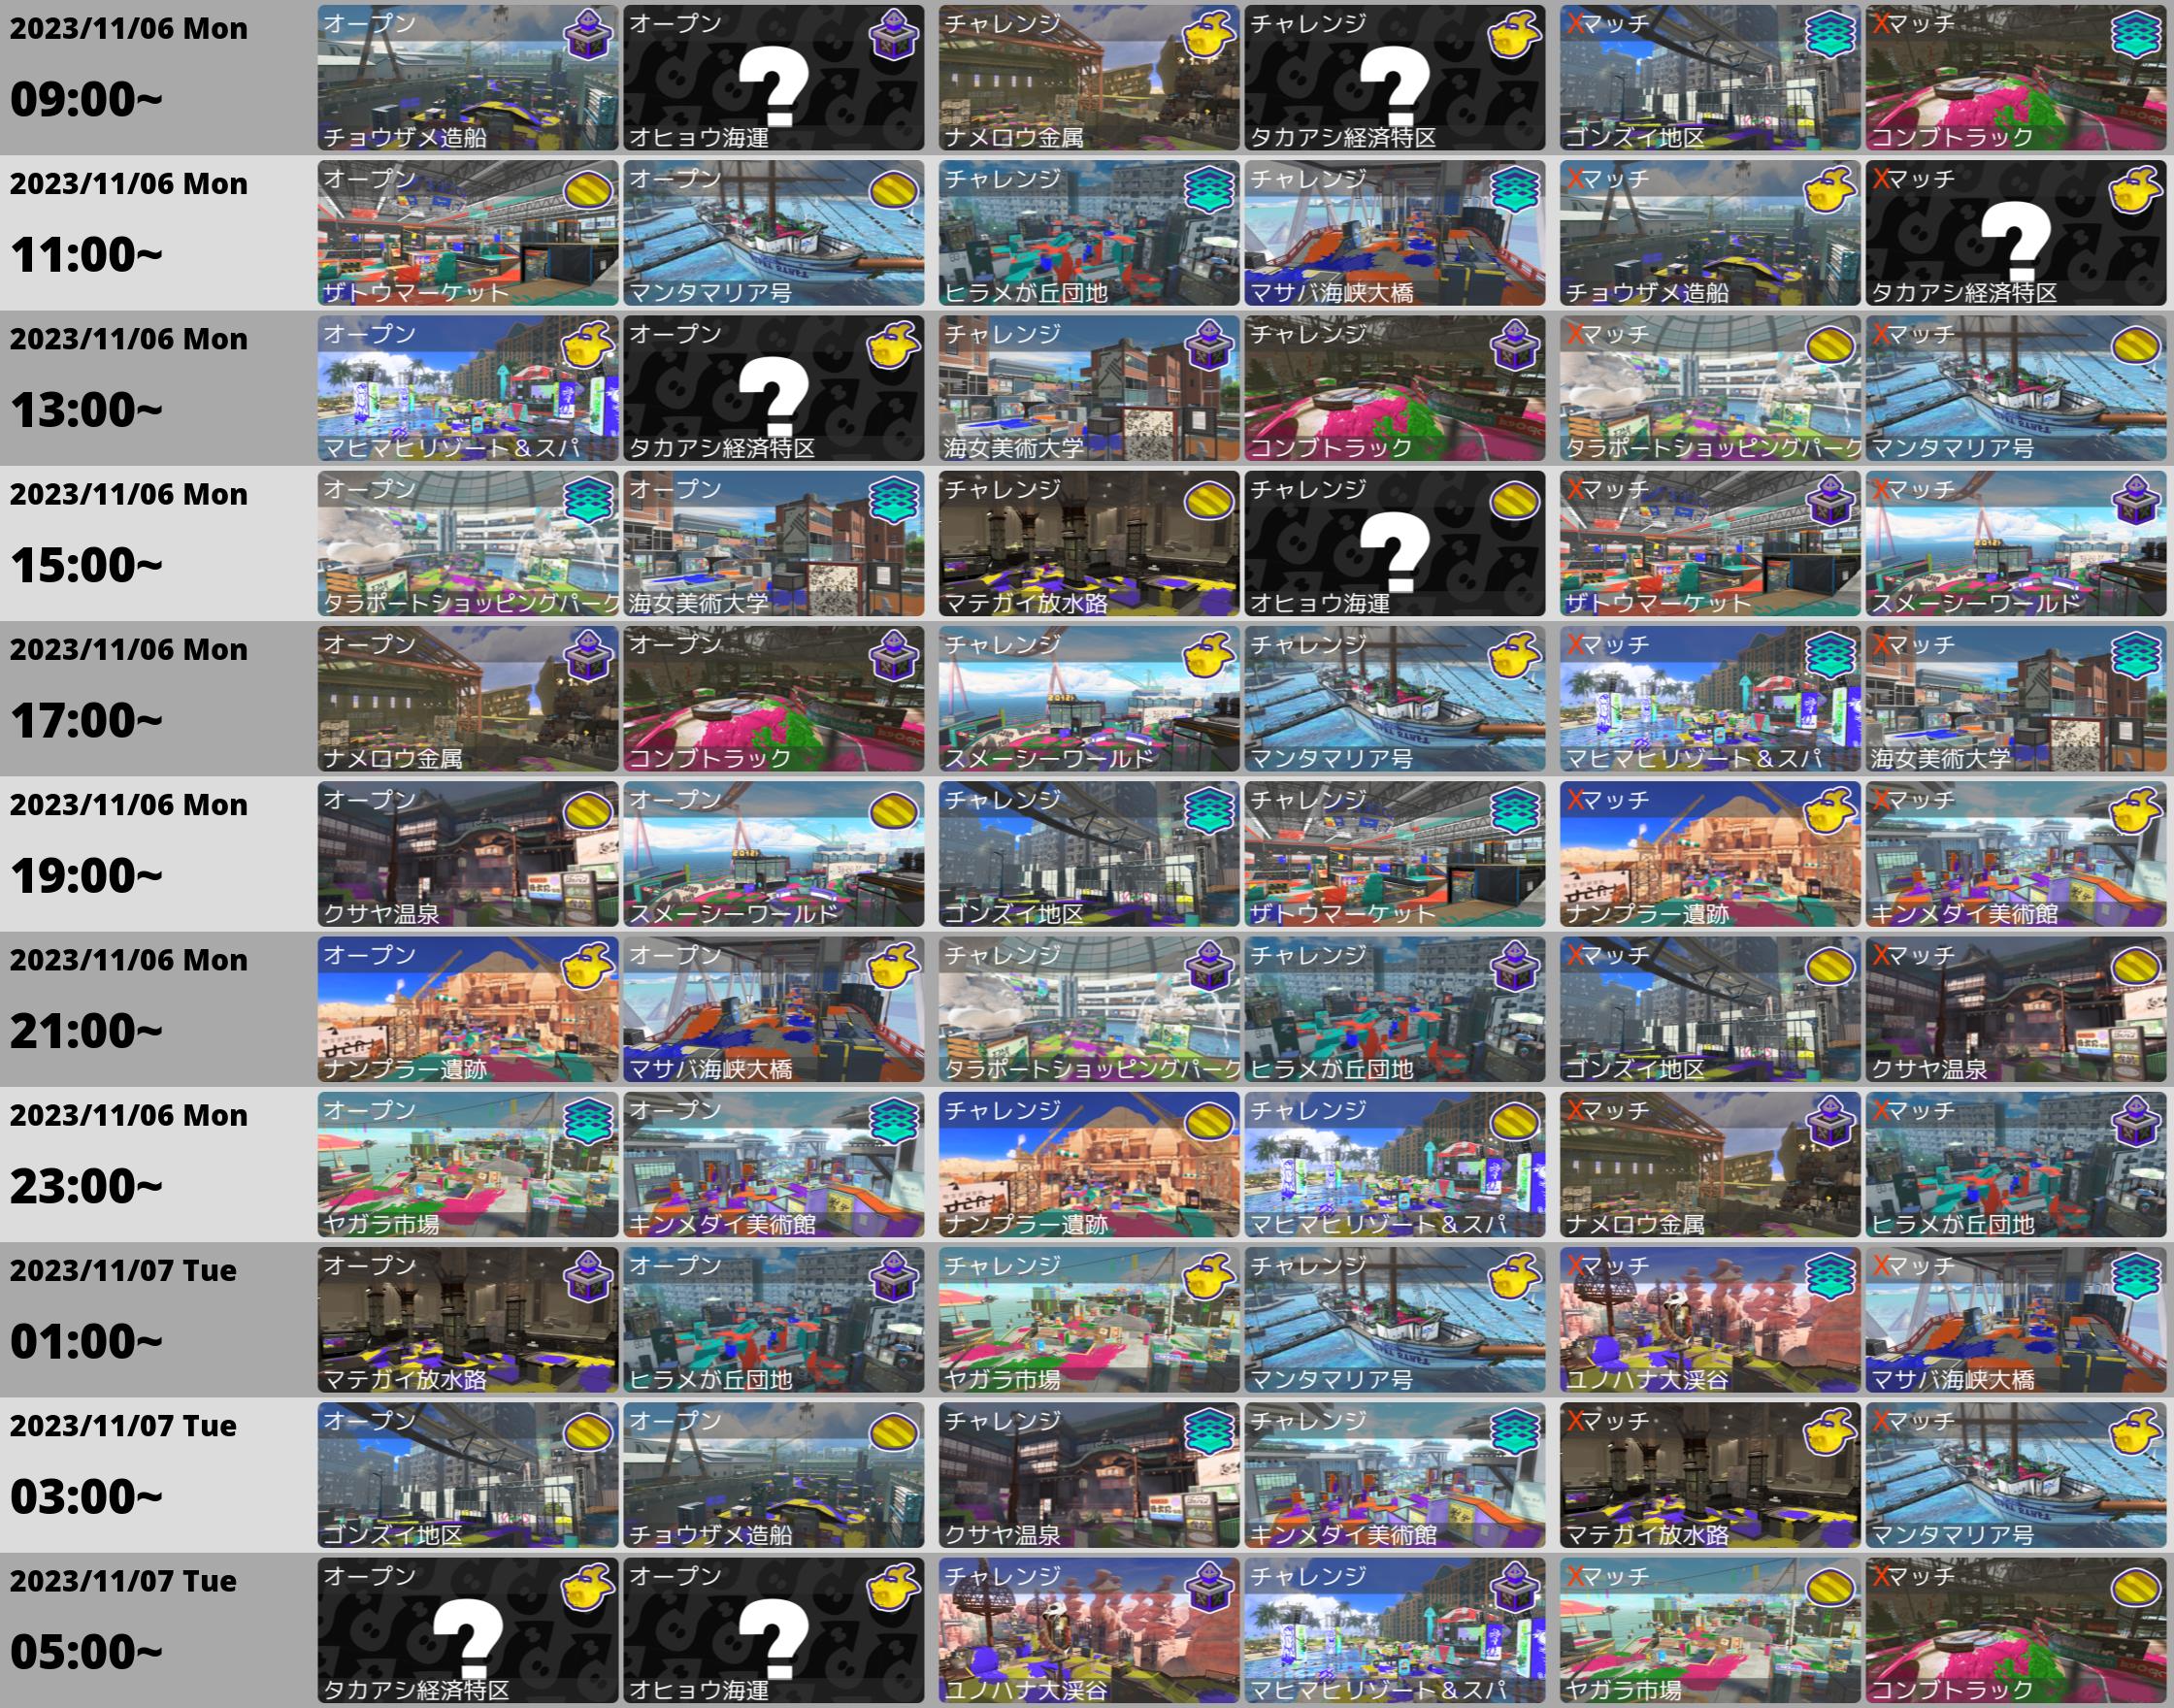 2023/11/06 Mon
09:00~
オープン
チョウザメ造船
オープン
オヒョウ海運
チャレンジ
ナメロウ金属
チャレンジ
タカアシ経済特区
Xマッチ
ゴンズイ地区
Xマッチ
コンブトラック
2023/11/06 Mon
11:00~
オープン
ザトウマーケット
オープン
マンタマリア号
チャレンジ
ヒラメが丘団地
チャレンジ
マサバ海峡大橋
Xマッチ
チョウザメ造船
Xマッチ
タカアシ経済特区
2023/11/06 Mon
13:00~
オープン
マヒマヒリゾート＆スパ
オープン
タカアシ経済特区
チャレンジ
海女美術大学
チャレンジ
コンブトラック
Xマッチ
タラポートショッピングパーク
Xマッチ
マンタマリア号
2023/11/06 Mon
15:00~
オープン
タラポートショッピングパーク
オープン
海女美術大学
チャレンジ
マテガイ放水路
チャレンジ
オヒョウ海運
Xマッチ
ザトウマーケット
Xマッチ
スメーシーワールド
2023/11/06 Mon
17:00~
オープン
ナメロウ金属
オープン
コンブトラック
チャレンジ
スメーシーワールド
チャレンジ
マンタマリア号
Xマッチ
マヒマヒリゾート＆スパ
Xマッチ
海女美術大学
2023/11/06 Mon
19:00~
オープン
クサヤ温泉
オープン
スメーシーワールド
チャレンジ
ゴンズイ地区
チャレンジ
ザトウマーケット
Xマッチ
ナンプラー遺跡
Xマッチ
キンメダイ美術館
2023/11/06 Mon
21:00~
オープン
ナンプラー遺跡
オープン
マサバ海峡大橋
チャレンジ
タラポートショッピングパーク
チャレンジ
ヒラメが丘団地
Xマッチ
ゴンズイ地区
Xマッチ
クサヤ温泉
2023/11/06 Mon
23:00~
オープン
ヤガラ市場
オープン
キンメダイ美術館
チャレンジ
ナンプラー遺跡
チャレンジ
マヒマヒリゾート＆スパ
Xマッチ
ナメロウ金属
Xマッチ
ヒラメが丘団地
2023/11/07 Tue
01:00~
オープン
マテガイ放水路
オープン
ヒラメが丘団地
チャレンジ
ヤガラ市場
チャレンジ
マンタマリア号
Xマッチ
ユノハナ大渓谷
Xマッチ
マサバ海峡大橋
2023/11/07 Tue
03:00~
オープン
ゴンズイ地区
オープン
チョウザメ造船
チャレンジ
クサヤ温泉
チャレンジ
キンメダイ美術館
Xマッチ
マテガイ放水路
Xマッチ
マンタマリア号
2023/11/07 Tue
05:00~
オープン
タカアシ経済特区
オープン
オヒョウ海運
チャレンジ
ユノハナ大渓谷
チャレンジ
マヒマヒリゾート＆スパ
Xマッチ
ヤガラ市場
Xマッチ
コンブトラック